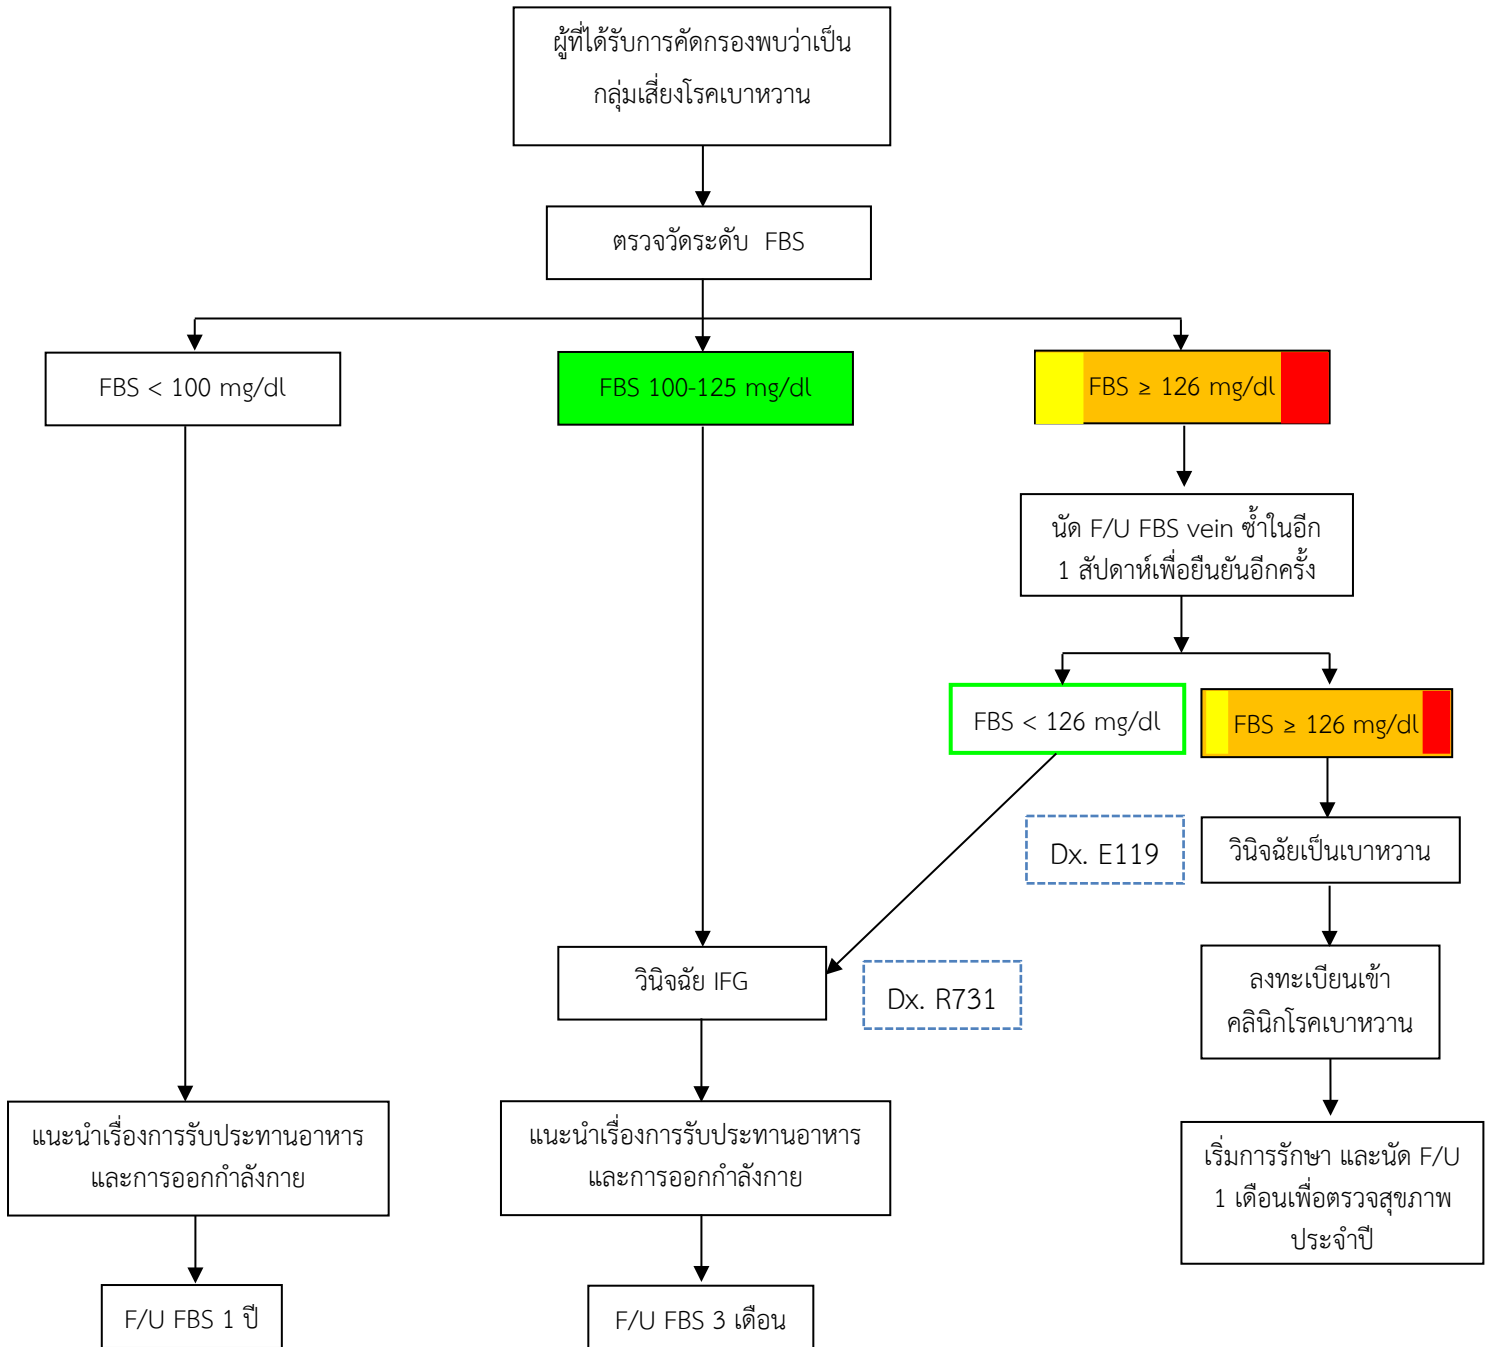 ผู้ที่ได้รับการคัดกรองพบว่าเป็น
กลุ่มเสี่ยงโรคเบาหวาน
ตรวจวัดระดับ FBS
FBS < 100 mg/dl
FBS 100-125 mg/dl
FBS ≥ 126 mg/dl
นัด F/U FBS vein ซ้ำในอีก
1 สัปดาห์เพื่อยืนยันอีกครั้ง
FBS < 126 mg/dl
FBS ≥ 126 mg/dl
Dx. E119
วินิจฉัยเป็นเบาหวาน
วินิจฉัย IFG
Dx. R731
ลงทะเบียนเข้า
คลินิกโรคเบาหวาน
แนะนำเรื่องการรับประทานอาหาร
และการออกกำลังกาย
แนะนำเรื่องการรับประทานอาหาร
และการออกกำลังกาย
เริ่มการรักษา และนัด F/U
1 เดือนเพื่อตรวจสุขภาพ
ประจำปี
F/U FBS 1 ปี
F/U FBS 3 เดือน